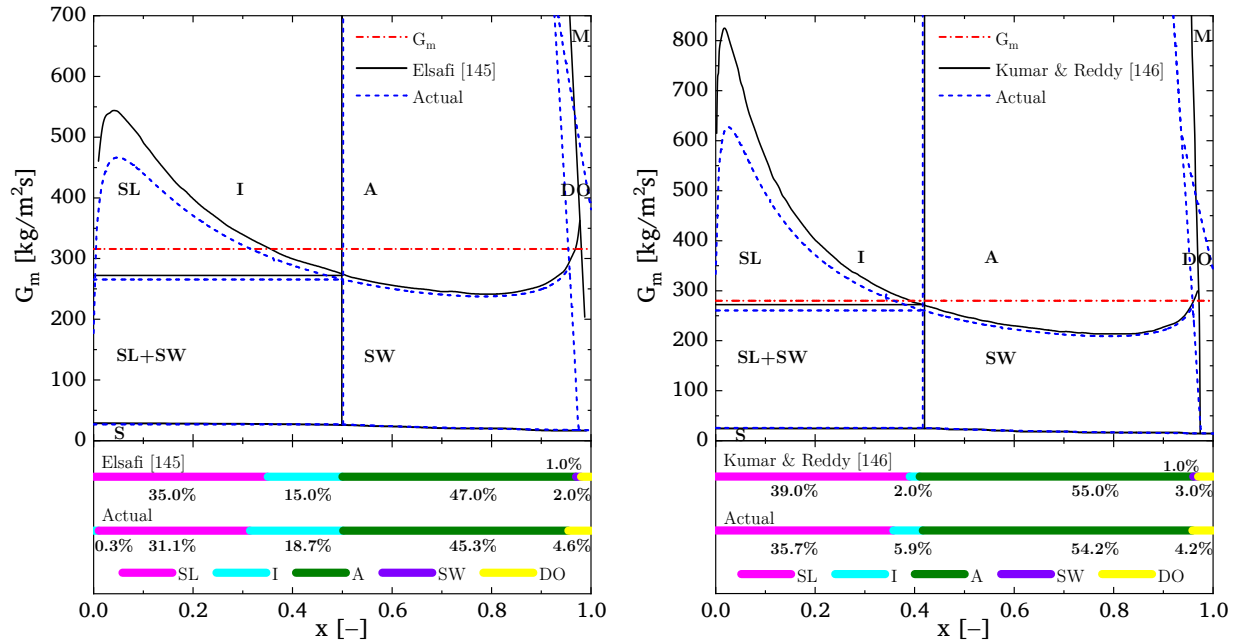 700
600
500
400
300
200
100
0
G_m [kg/m²s]
G_m
Elsafi [145]
Actual
M
SL
I
A
DO
SL+SW
SW
S
Elsafi [145]
1.0%
35.0% 15.0% 47.0% 2.0%
Actual
0.3% 31.1% 18.7% 45.3% 4.6%
SL I A SW DO
0.0 0.2 0.4 0.6 0.8 1.0
x [−]
800
700
600
500
400
300
200
100
0
G_m [kg/m²s]
G_m
Kumar & Reddy [146]
Actual
M
SL
I
A
DO
SL+SW
SW
S
Kumar & Reddy [146]
1.0%
39.0% 2.0% 55.0% 3.0%
Actual
35.7% 5.9% 54.2% 4.2%
SL I A SW DO
0.0 0.2 0.4 0.6 0.8 1.0
x [−]